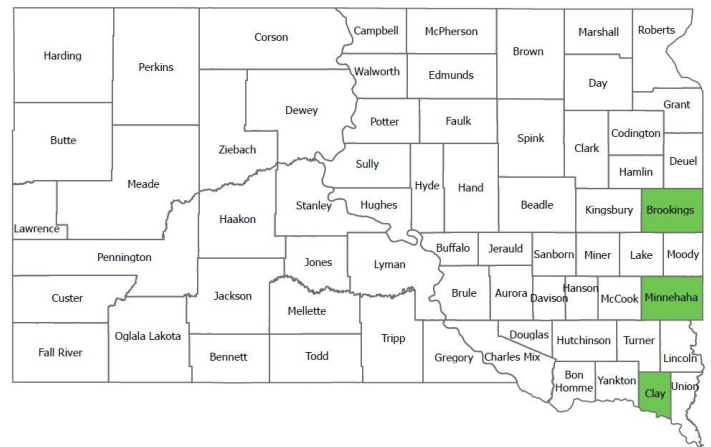 Harding
Perkins
Corson
Campbell
McPherson
Brown
Marshall
Roberts
Walworth
Edmunds
Day
Dewey
Grant
Butte
Ziebach
Potter
Faulk
Spink
Clark
Codington
Deuel
Hamlin
Meade
Sully
Hyde
Hand
Lawrence
Haakon
Stanley
Hughes
Beadle
Kingsbury
Brookings
Pennington
Jones
Lyman
Buffalo
Jerauld
Sanborn
Miner
Lake
Moody
Custer
Jackson
Mellette
Brule
Aurora
Davison
Hanson
McCook
Minnehaha
Fall River
Oglala Lakota
Bennett
Todd
Tripp
Gregory
Charles Mix
Douglas
Hutchinson
Turner
Lincoln
Bon
Homme
Yankton
Clay
Union